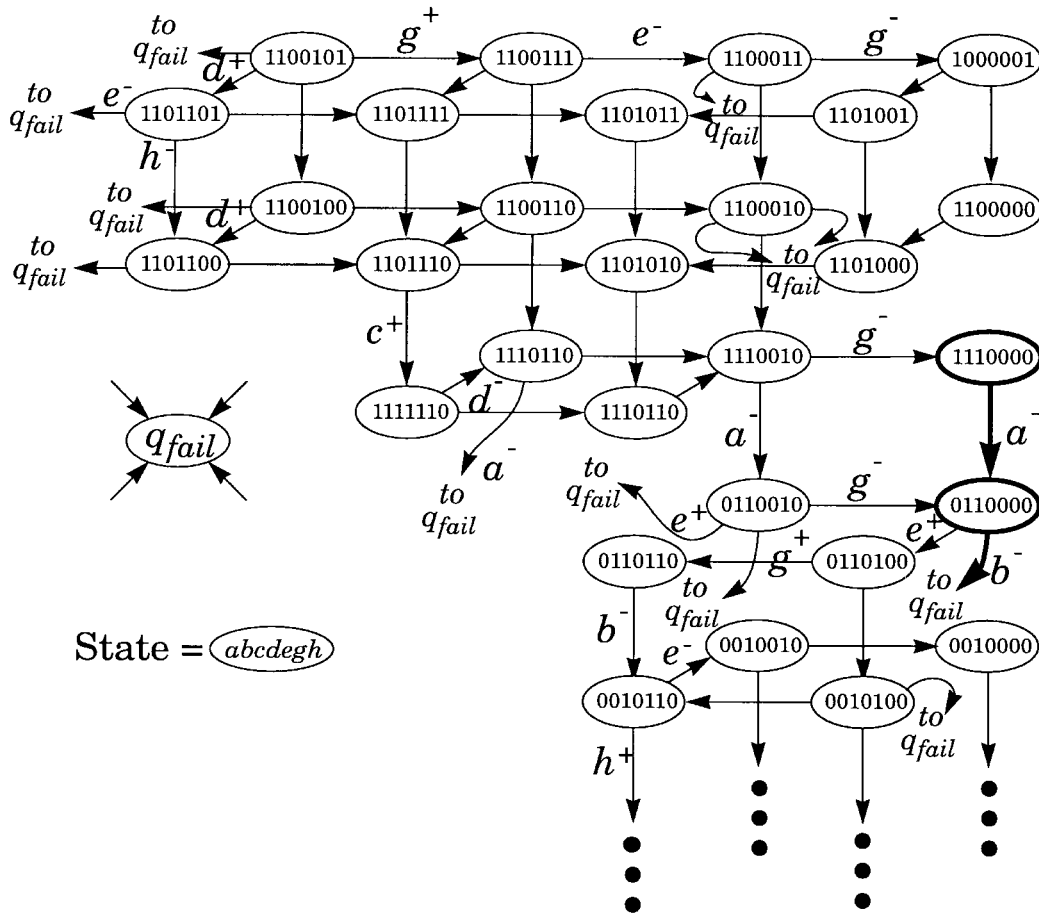 to
q_fail
1100101
g+
1100111
e-
1100011
g-
1000001
d+
to
q_fail
e-
1101101
1101111
1101011
to
q_fail
1101001
h-
to
q_fail
d+
1100100
1100110
1100010
1100000
to
q_fail
1101100
1101110
1101010
to
q_fail
1101000
c+
1110110
1110010
g-
1110000
1111110
d-
1110110
q_fail
a-
to
q_fail
a-
a-
to
q_fail
e+
0110010
g-
0110000
e+
0110110
g+
0110100
b-
to
q_fail
b-
to
q_fail
State = abcdegh
e-
0010010
0010000
0010110
0010100
to
q_fail
h+